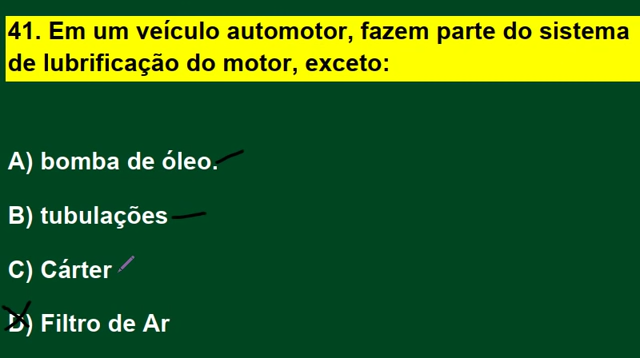 41. Em um veículo automotor, fazem parte do sistema
de lubrificação do motor, exceto:
A) bomba de óleo.
B) tubulações
C) Cárter
D) Filtro de Ar